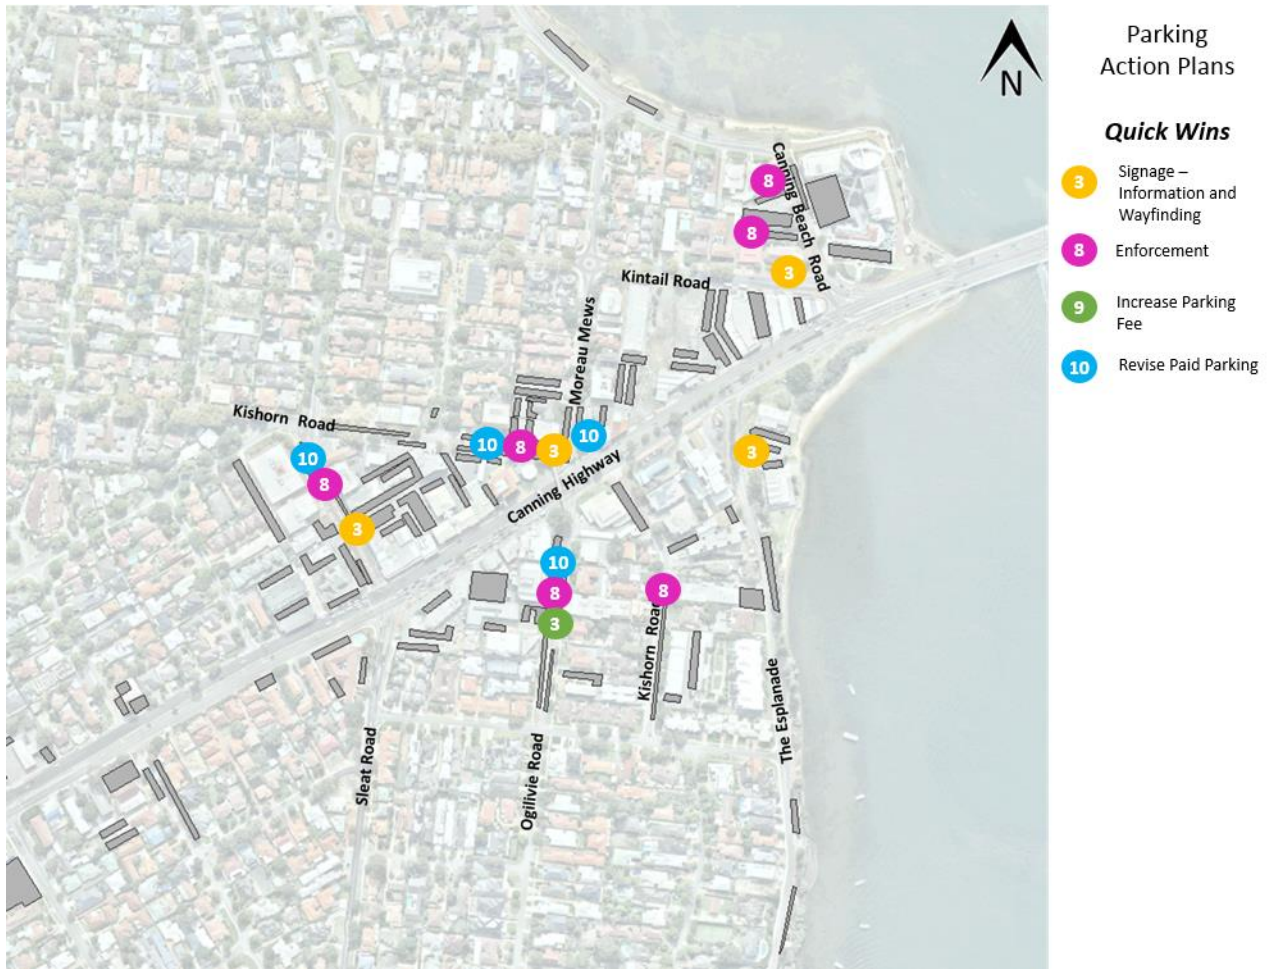 Parking
Action Plans
N
Quick Wins
3
Signage –
Information and
Wayfinding
8
Enforcement
9
Increase Parking
Fee
10
Revise Paid Parking
Canning Beach Road
8
8
3
Kintail Road
Moreau Mews
Kishorn Road
10
8
3
10
8
3
10
3
Canning Highway
10
8
3
8
Kishorn Road
The Esplanade
Sleat Road
Ogilivie Road